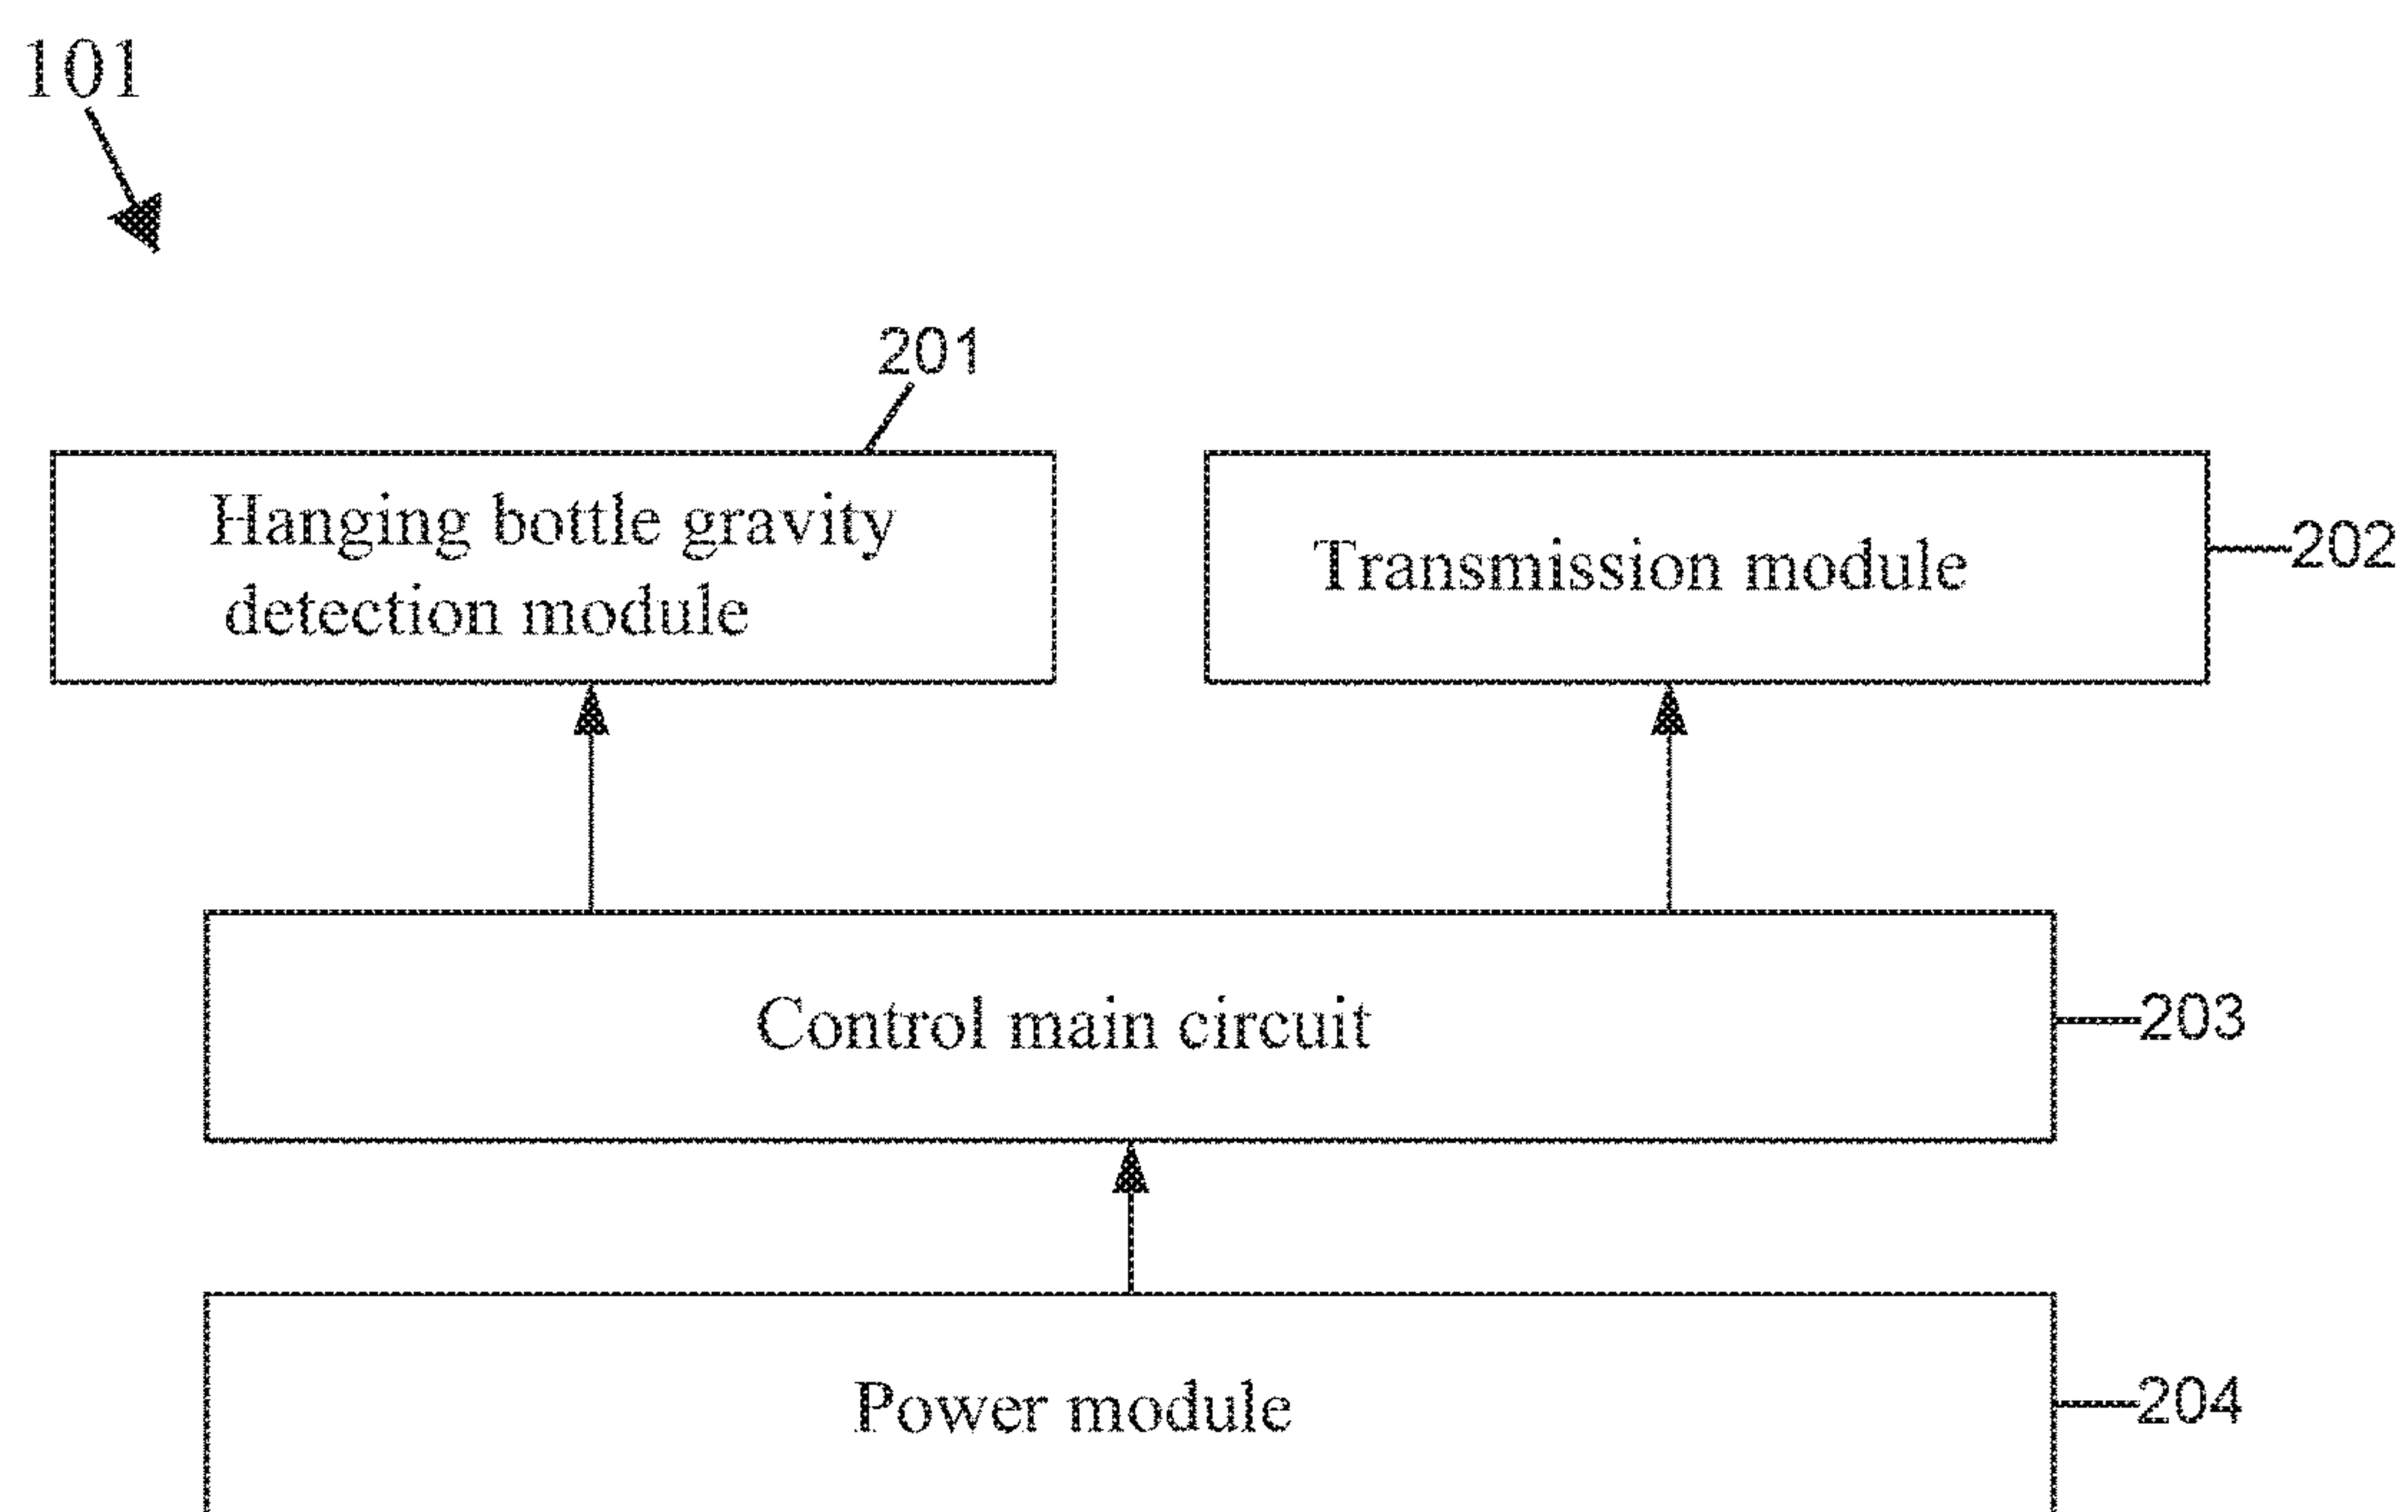 101
201
Hanging bottle gravity
detection module
Transmission module
202
Control main circuit
203
Power module
204